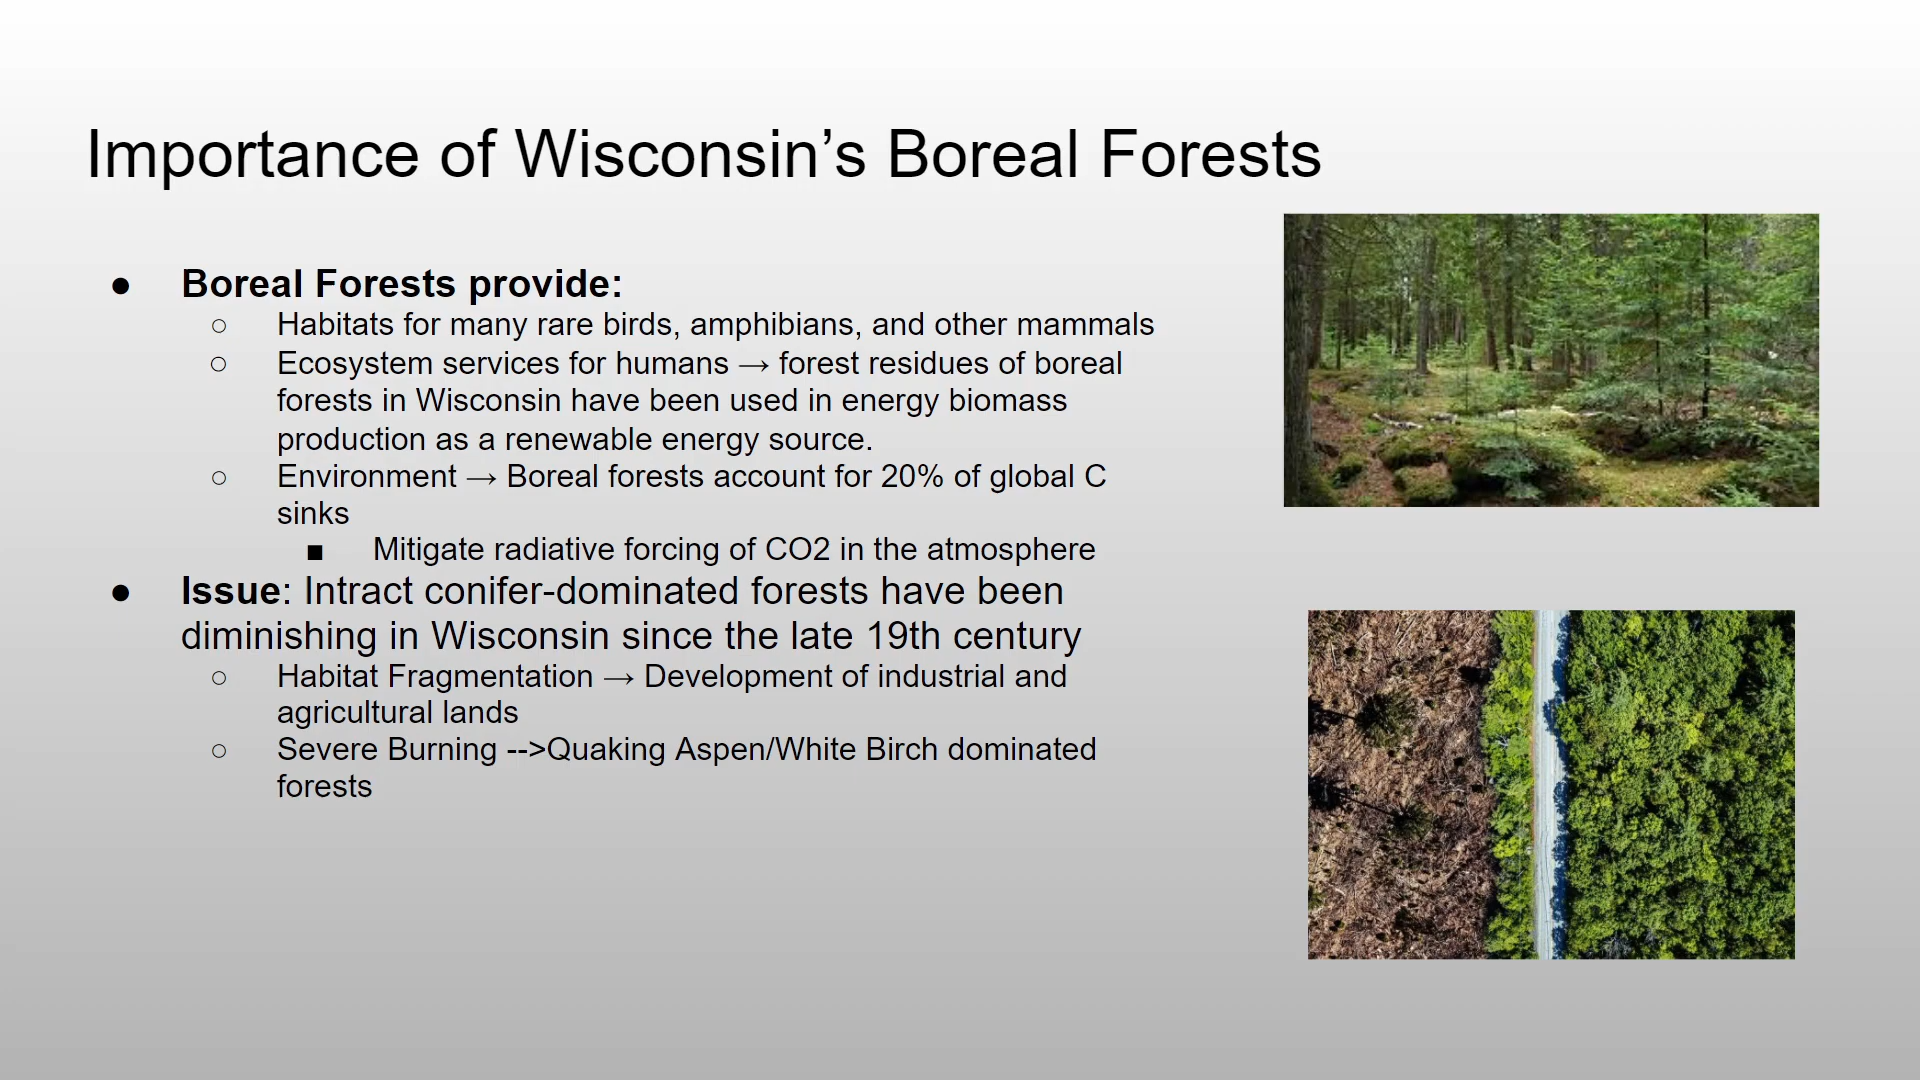 Importance of Wisconsin’s Boreal Forests
● Boreal Forests provide:
○ Habitats for many rare birds, amphibians, and other mammals
○ Ecosystem services for humans → forest residues of boreal
forests in Wisconsin have been used in energy biomass
production as a renewable energy source.
○ Environment → Boreal forests account for 20% of global C
sinks
■ Mitigate radiative forcing of CO2 in the atmosphere
● Issue: Intract conifer-dominated forests have been
diminishing in Wisconsin since the late 19th century
○ Habitat Fragmentation → Development of industrial and
agricultural lands
○ Severe Burning -->Quaking Aspen/White Birch dominated
forests